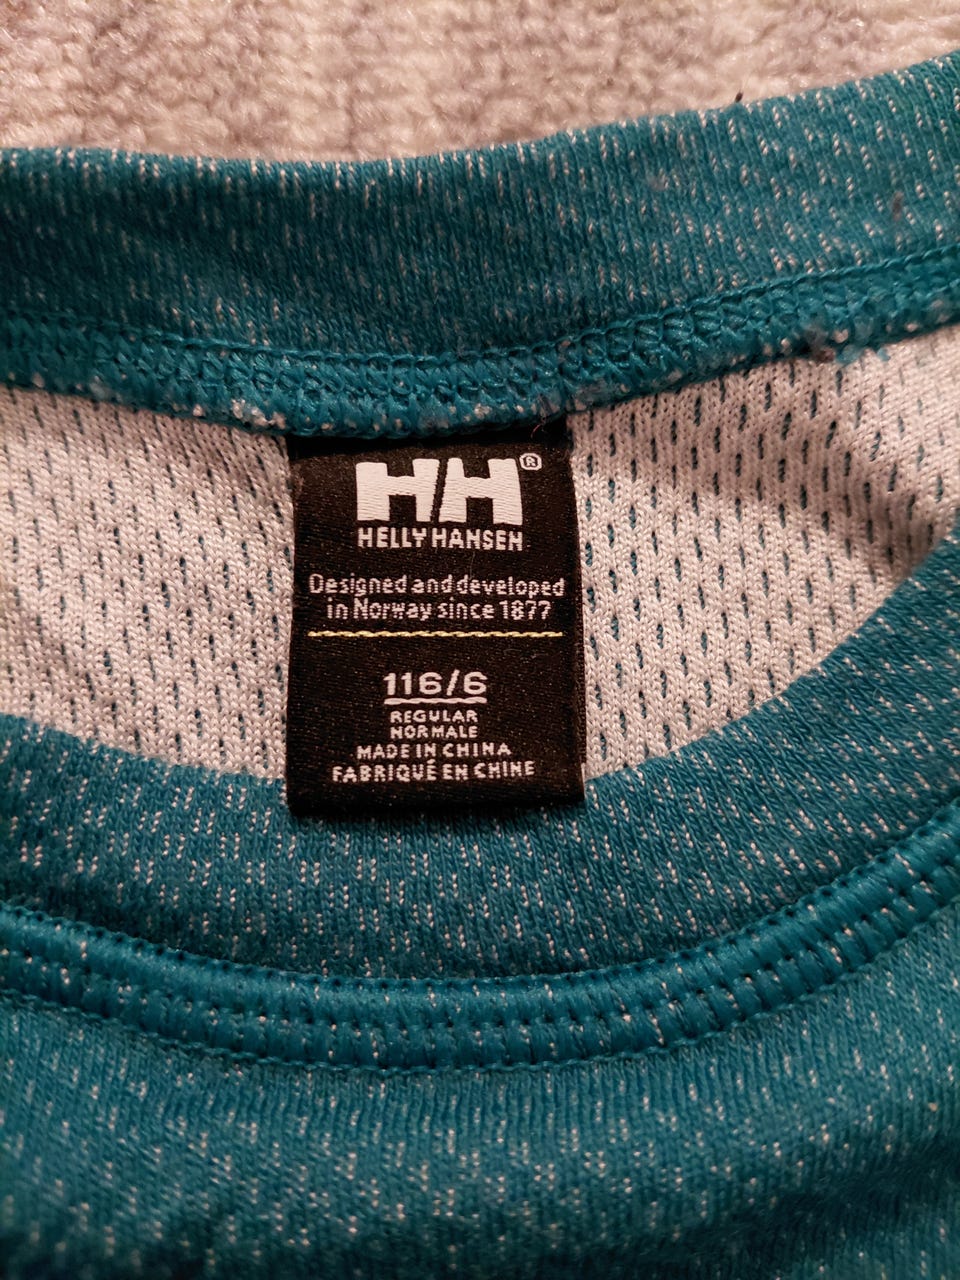 HH®
HELLY HANSEN
Designed and developed
in Norway since 1877
116/6
REGULAR
NORMALE
MADE IN CHINA
FABRIQUÉ EN CHINE